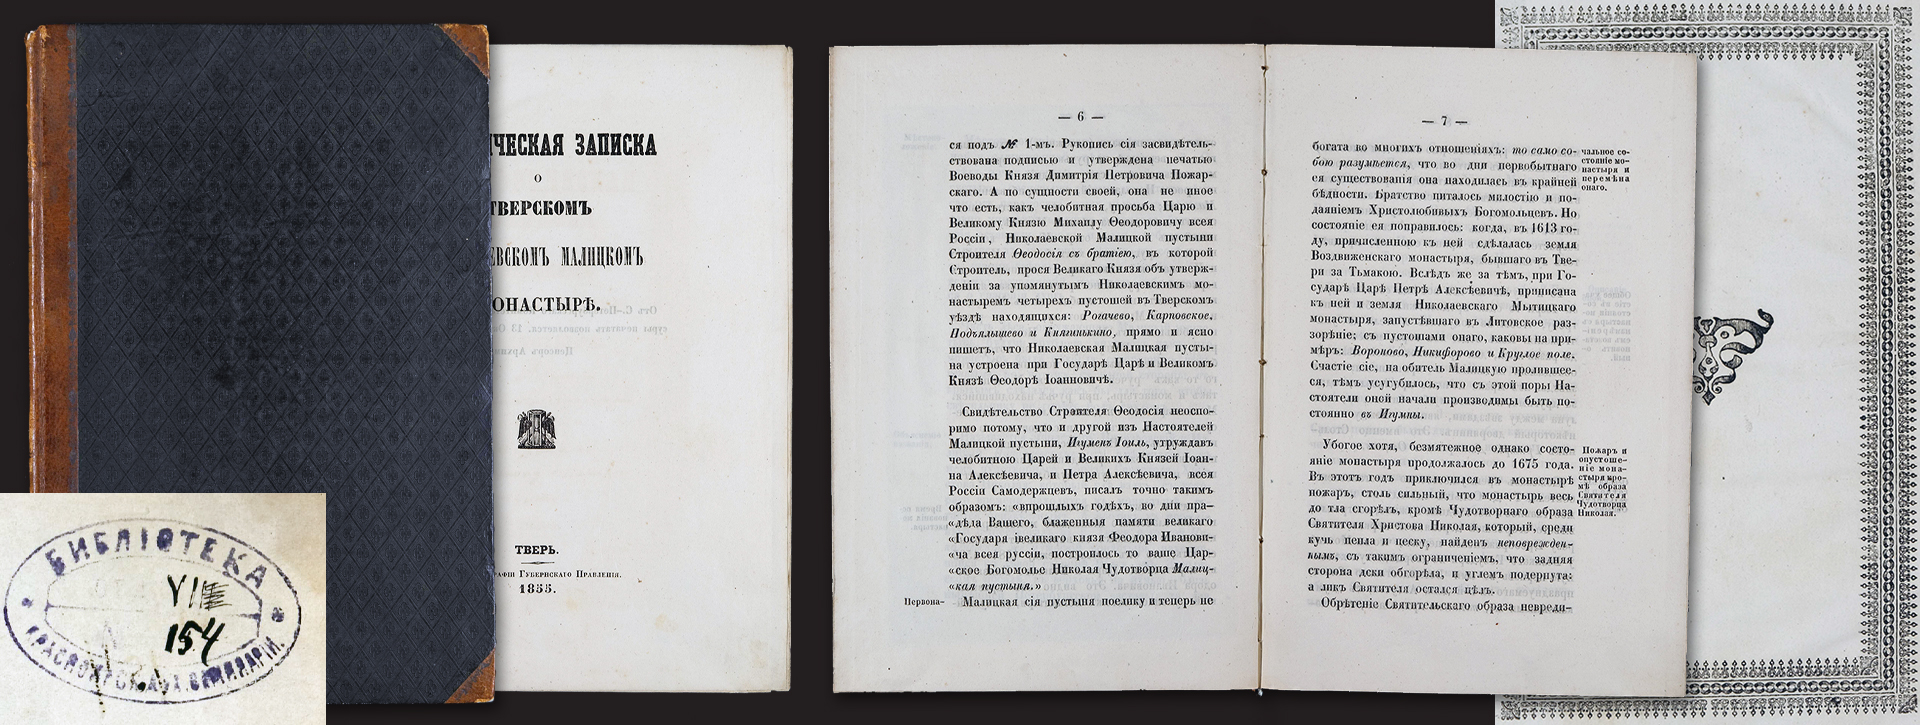 ЧЕСКАЯ ЗАПИСКА
О
ТВЕРСКОМЪ
ЕВСКОМЪ МАЛИЦКОМЪ
ОНАСТЫРѢ.
ТВЕРЬ.
РАФІИ ГУБЕРНСКАГО ПРАВЛЕНІЯ.
1855.
БИБЛІОТЕКА
VIII
154
КРАСНОЯРСК. ДУХ. СЕМИНАРІИ.
— 6 —
ся подъ № 1-мъ. Рукопись сія засвидѣтель-
ствована подписью и утверждена печатью
Воеводы Князя Димитрія Петровича Пожар-
скаго. А по сущности своей, она не иное
что есть, какъ челобитная просьба Царю и
Великому Князю Михаилу Ѳеодоровичу всея
Россіи, Николаевской Малицкой пустыни
Строителя Ѳеодосія съ братіею, въ которой
Строитель, прося Великаго Князя объ утверж-
деніи за упомянутымъ Николаевскимъ мо-
настыремъ четырехъ пустошей въ Тверскомъ
уѣздѣ находящихся: Рогачево, Карповское,
Подъялышево и Княгинькино, прямо и ясно
пишетъ, что Николаевская Малицкая пусты-
на устроена при Государѣ Царѣ и Великомъ
Князѣ Ѳеодорѣ Іоанновичѣ.
Свидѣтельство Строителя Ѳеодосія неоспо-
римо потому, что и другой изъ Настоятелей
Малицкой пустыни, Игуменъ Іоиль, утруждавъ
челобитною Царей и Великихъ Князей Іоан-
на Алексѣевича, и Петра Алексѣевича, всея
Россіи Самодержцевъ, писалъ точно такимъ
образомъ: «впрошлыхъ годѣхъ, во дни пра-
«дѣда Вашего, блаженныя памяти великаго
«Государя івеликаго князя Феодора Иванови-
«ча всея руссіи, построилось то ваше Цар-
«ское Богомолье Николая Чудотворца Малиц-
«кая пустыня.»
Первона- Малицкая сія пустыня поелику и теперь не
— 7 —
богата во многихъ отношеніяхъ: то само со-
бою разумѣется, что во дни первобытнаго
ея существованія она находилась въ крайней
бѣдности. Братство питалось милостію и по-
даяніемъ Христолюбивыхъ Богомольцевъ. Но
состояніе ея поправилось: когда, въ 1613 го-
ду, причисленною къ ней сдѣлалась земля
Воздвиженскаго монастыря, бывшаго въ Тве-
ри за Тьмакою. Вслѣдъ же за тѣмъ, при Го-
сударѣ Царѣ Петрѣ Алексѣевичѣ, приписана
къ ней и земля Николаевскаго Мытицкаго
монастыря, запустѣвшаго въ Литовское раз-
зорѣніе; съ пустошами онаго, каковы на при-
мѣръ: Вороново, Никифорово и Круглое поле.
Счастіе сіе, на обитель Малицкую пролившее-
ся, тѣмъ усугубилось, что съ этой поры На-
стоятели оной начали производимы быть по-
стоянно въ Игумны.
Убогое хотя, безмятежное однако состо-
яніе монастыря продолжалось до 1675 года.
Въ этотъ годъ приключился въ монастырѣ
пожаръ, столь сильный, что монастырь весь
до тла сгорѣлъ, кромѣ Чудотворнаго образа
Святителя Христова Николая, который, среди
кучь пепла и песку, найденъ неповрежден-
нымъ, съ такимъ ограниченіемъ, что задняя
сторона дски обгорѣла, и углемъ подернута:
а ликъ Святителя остался цѣлъ.
Обрѣтеніе Святительскаго образа невреди-
чальное со-
стояніе мо-
настыря и
перемѣна
онаго.
Пожаръ и
опустоше-
ніе мона-
стыря кро-
мѣ образа
Святителя
Чудотворца
Николая.